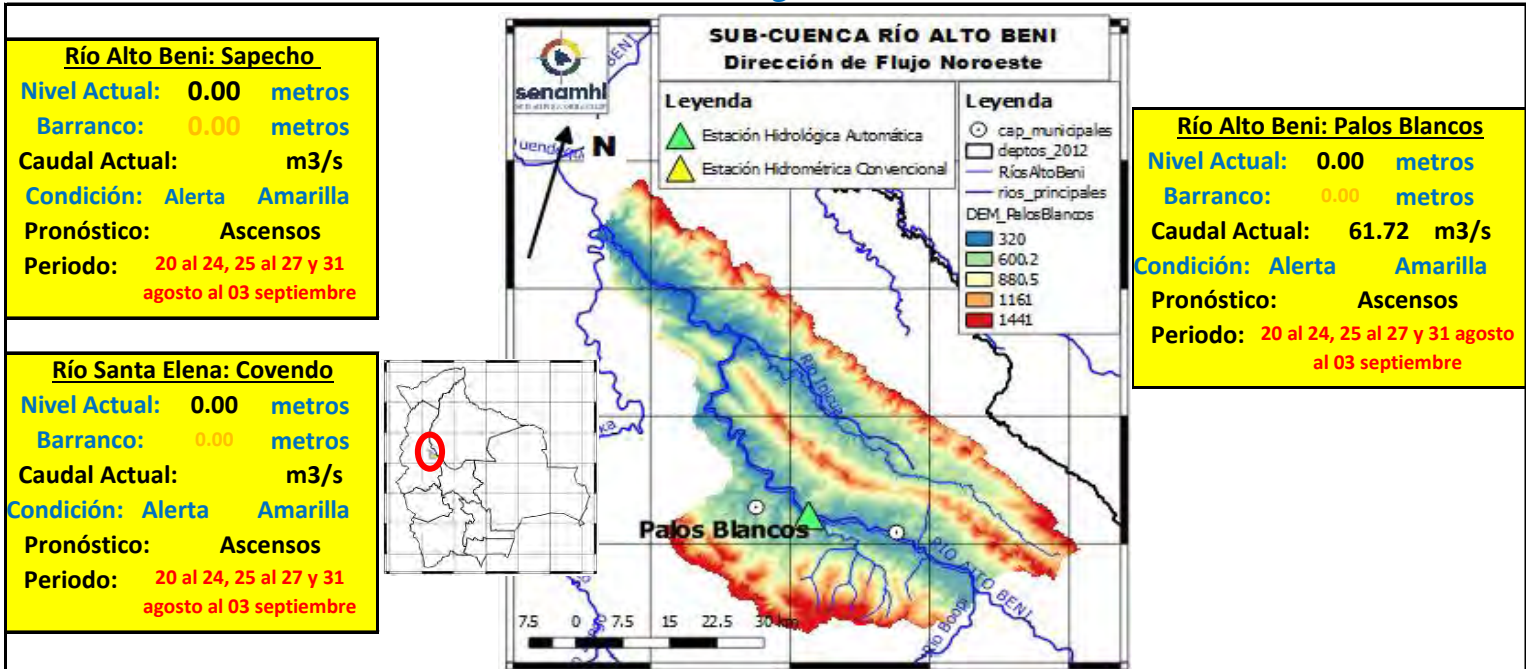 Río Alto Beni: Sapecho
Nivel Actual: 0.00 metros
Barranco: 0.00 metros
Caudal Actual: m3/s
Condición: Alerta Amarilla
Pronóstico: Ascensos
Periodo: 20 al 24, 25 al 27 y 31
agosto al 03 septiembre
Río Santa Elena: Covendo
Nivel Actual: 0.00 metros
Barranco: 0.00 metros
Caudal Actual: m3/s
Condición: Alerta Amarilla
Pronóstico: Ascensos
Periodo: 20 al 24, 25 al 27 y 31
agosto al 03 septiembre
senamhi
BENI
SUB-CUENCA RÍO ALTO BENI
Dirección de Flujo Noroeste
Leyenda
Estación Hidrológica Automática
Estación Hidrométrica Convencional
Leyenda
cap_municipales
deptos_2012
RíosAltoBeni
rios_principales
DEM_PalosBlancos
320
600.2
880.5
1161
1441
N
Río Inicua
Palos Blancos
RÍO ALTO BENI
Río Boopi
7.5 0 7.5 15 22.5 30 km
Río Alto Beni: Palos Blancos
Nivel Actual: 0.00 metros
Barranco: 0.00 metros
Caudal Actual: 61.72 m3/s
Condición: Alerta Amarilla
Pronóstico: Ascensos
Periodo: 20 al 24, 25 al 27 y 31 agosto
al 03 septiembre